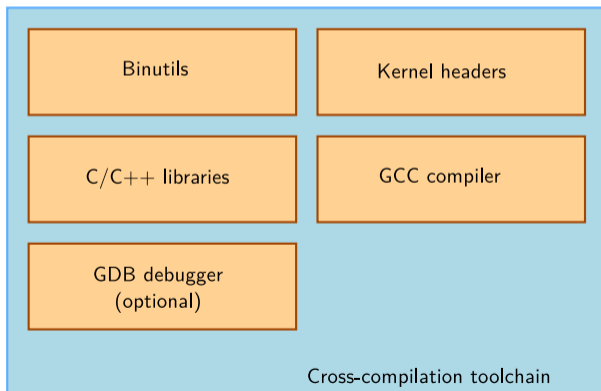 Binutils
Kernel headers
C/C++ libraries
GCC compiler
GDB debugger
(optional)
Cross-compilation toolchain